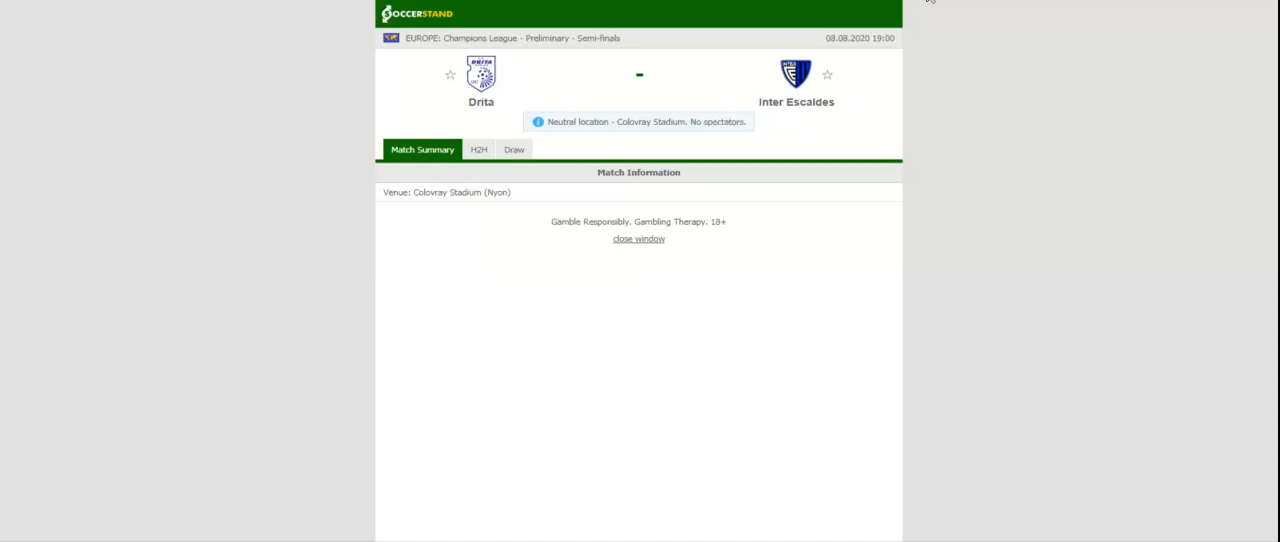 SOCCERSTAND
EUROPE: Champions League - Preliminary - Semi-finals 08.08.2020 19:00
DRITA
INTER
-
Drita Inter Escaldes
Neutral location - Colovray Stadium. No spectators.
Match Summary H2H Draw
Match Information
Venue: Colovray Stadium (Nyon)
Gamble Responsibly. Gambling Therapy. 18+
close window